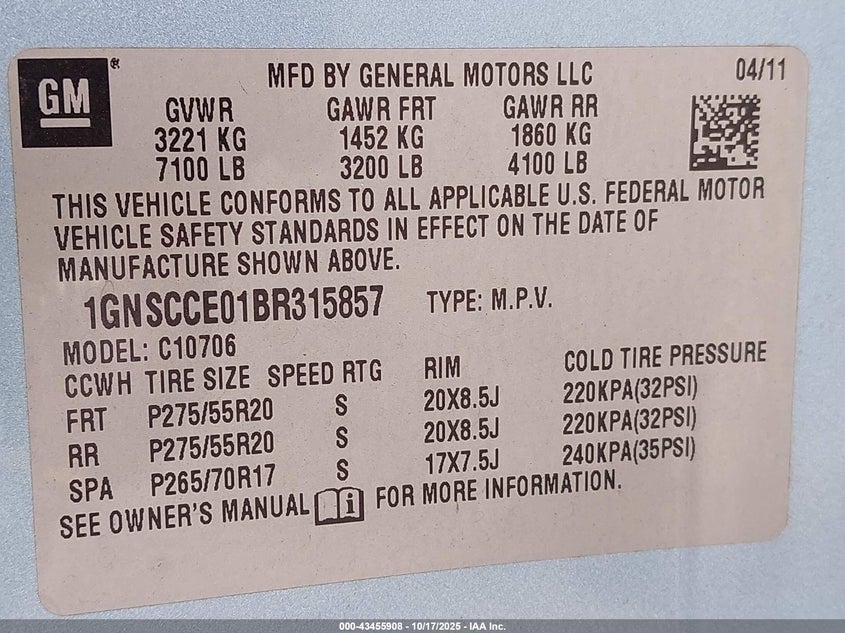 GM
MFD BY GENERAL MOTORS LLC 04/11
GVWR GAWR FRT GAWR RR
3221 KG 1452 KG 1860 KG
7100 LB 3200 LB 4100 LB
THIS VEHICLE CONFORMS TO ALL APPLICABLE U.S. FEDERAL MOTOR
VEHICLE SAFETY STANDARDS IN EFFECT ON THE DATE OF
MANUFACTURE SHOWN ABOVE.
1GNSCCE01BR315857 TYPE: M.P.V.
MODEL: C10706
CCWH TIRE SIZE SPEED RTG RIM COLD TIRE PRESSURE
FRT P275/55R20 S 20X8.5J 220KPA(32PSI)
RR P275/55R20 S 20X8.5J 220KPA(32PSI)
SPA P265/70R17 S 17X7.5J 240KPA(35PSI)
SEE OWNER'S MANUAL i FOR MORE INFORMATION.
000-43455908 - 10/17/2025 - IAA Inc.